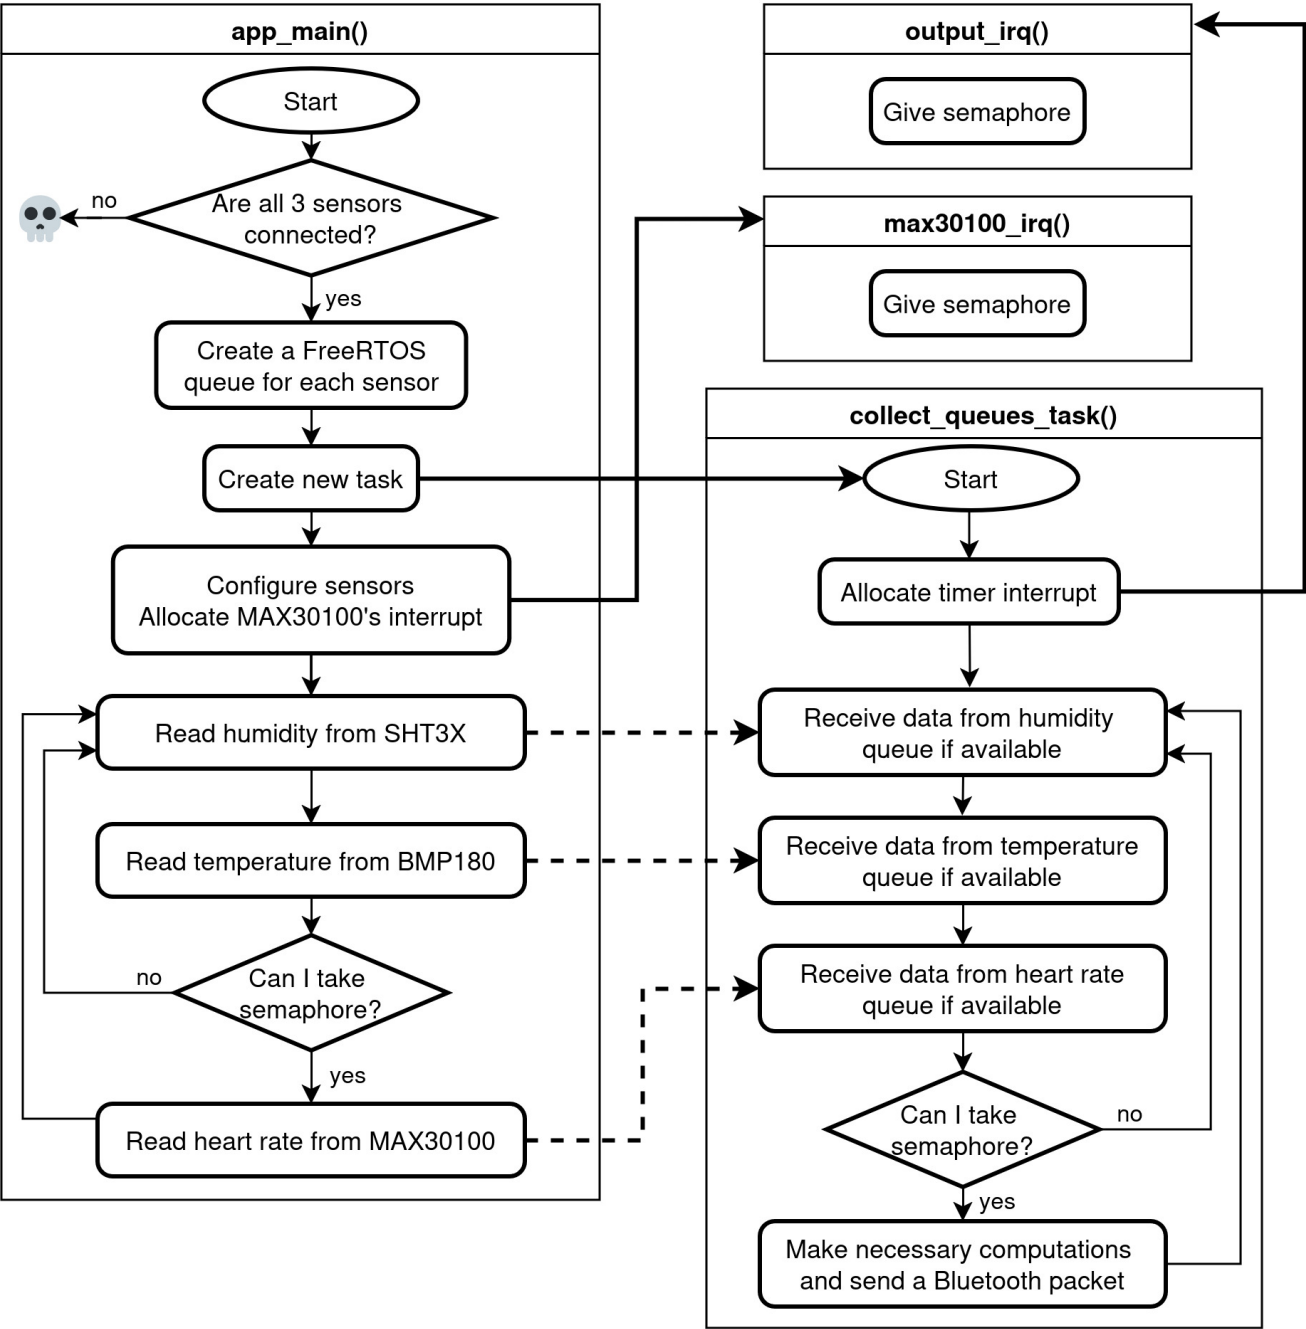 app_main()
Start
Are all 3 sensors
connected?
no
yes
Create a FreeRTOS
queue for each sensor
Create new task
Configure sensors
Allocate MAX30100's interrupt
Read humidity from SHT3X
Read temperature from BMP180
Can I take
semaphore?
no
yes
Read heart rate from MAX30100
output_irq()
Give semaphore
max30100_irq()
Give semaphore
collect_queues_task()
Start
Allocate timer interrupt
Receive data from humidity
queue if available
Receive data from temperature
queue if available
Receive data from heart rate
queue if available
Can I take
semaphore?
no
yes
Make necessary computations
and send a Bluetooth packet